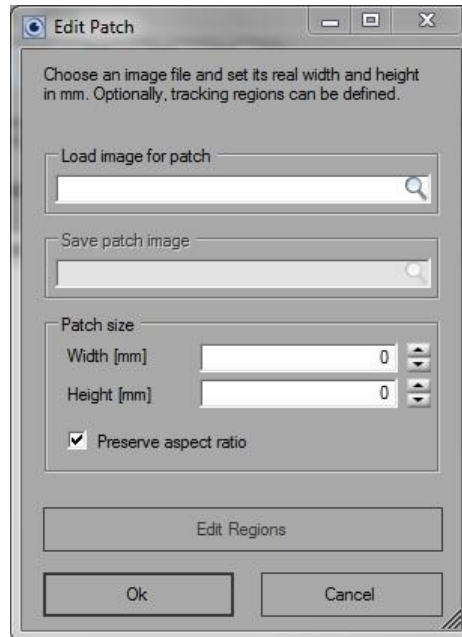 Edit Patch
Choose an image file and set its real width and height
in mm. Optionally, tracking regions can be defined.
Load image for patch
Save patch image
Patch size
Width [mm] 0
Height [mm] 0
Preserve aspect ratio
Edit Regions
Ok Cancel